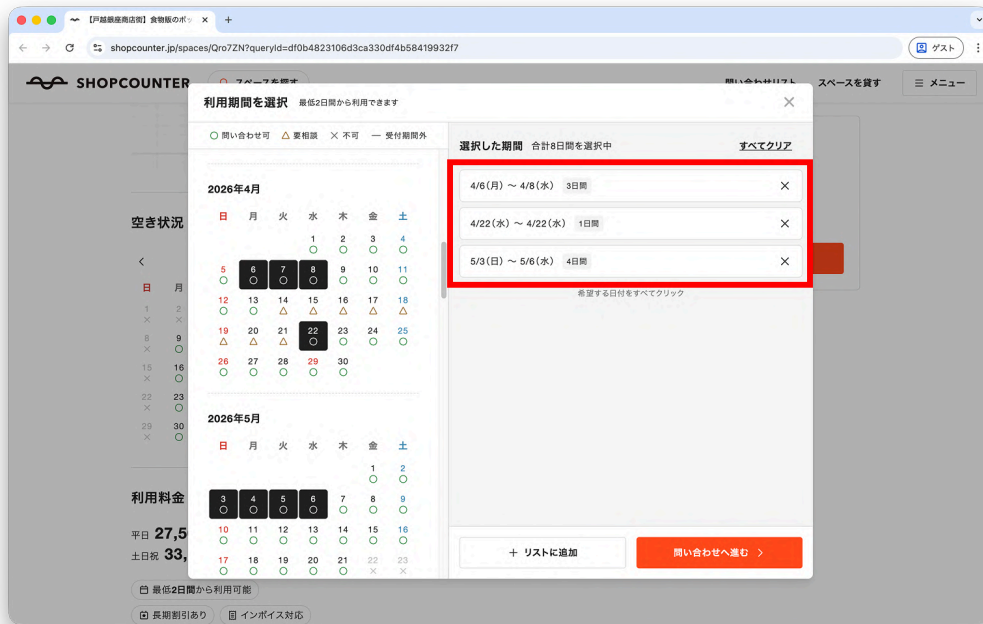 【戸越銀座商店街】食物販のポッ
shopcounter.jp/spaces/Qro7ZN?queryId=df0b4823106d3ca330df4b58419932f7
ゲスト
SHOPCOUNTER
スペースを探す
問い合わせリスト
スペースを貸す
メニュー
利用期間を選択 最低2日間から利用できます
問い合わせ可 要相談 不可 受付期間外
2026年4月
日 月 火 水 木 金 土
1 2 3 4
5 6 7 8 9 10 11
12 13 14 15 16 17 18
19 20 21 22 23 24 25
26 27 28 29 30
2026年5月
日 月 火 水 木 金 土
1 2
3 4 5 6 7 8 9
10 11 12 13 14 15 16
17 18 19 20 21 22 23
選択した期間 合計8日間を選択中 すべてクリア
4/6(月) 〜 4/8(水) 3日間
4/22(水) 〜 4/22(水) 1日間
5/3(日) 〜 5/6(水) 4日間
希望する日付をすべてクリック
+ リストに追加
問い合わせへ進む
空き状況
日 月
1 2
8 9
15 16
22 23
29 30
利用料金
平日 27,5
土日祝 33,
最低2日間から利用可能
長期割引あり
インボイス対応